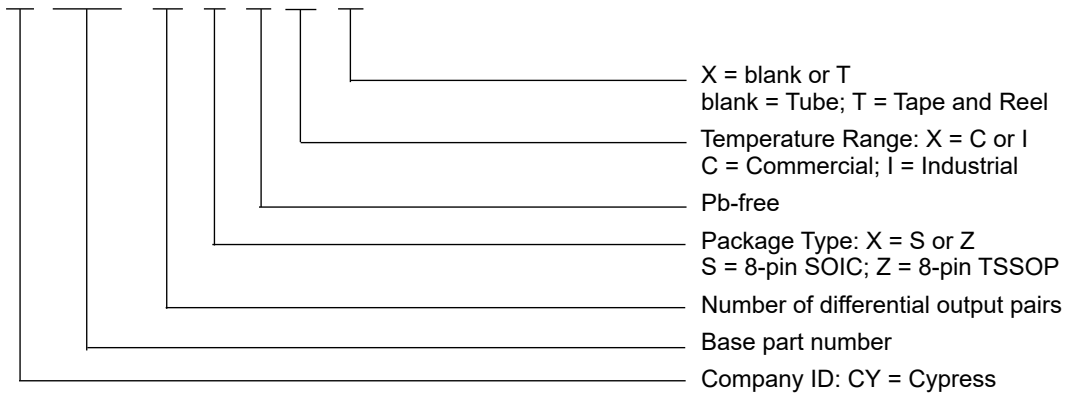 X = blank or T
blank = Tube; T = Tape and Reel
Temperature Range: X = C or I
C = Commercial; I = Industrial
Pb-free
Package Type: X = S or Z
S = 8-pin SOIC; Z = 8-pin TSSOP
Number of differential output pairs
Base part number
Company ID: CY = Cypress